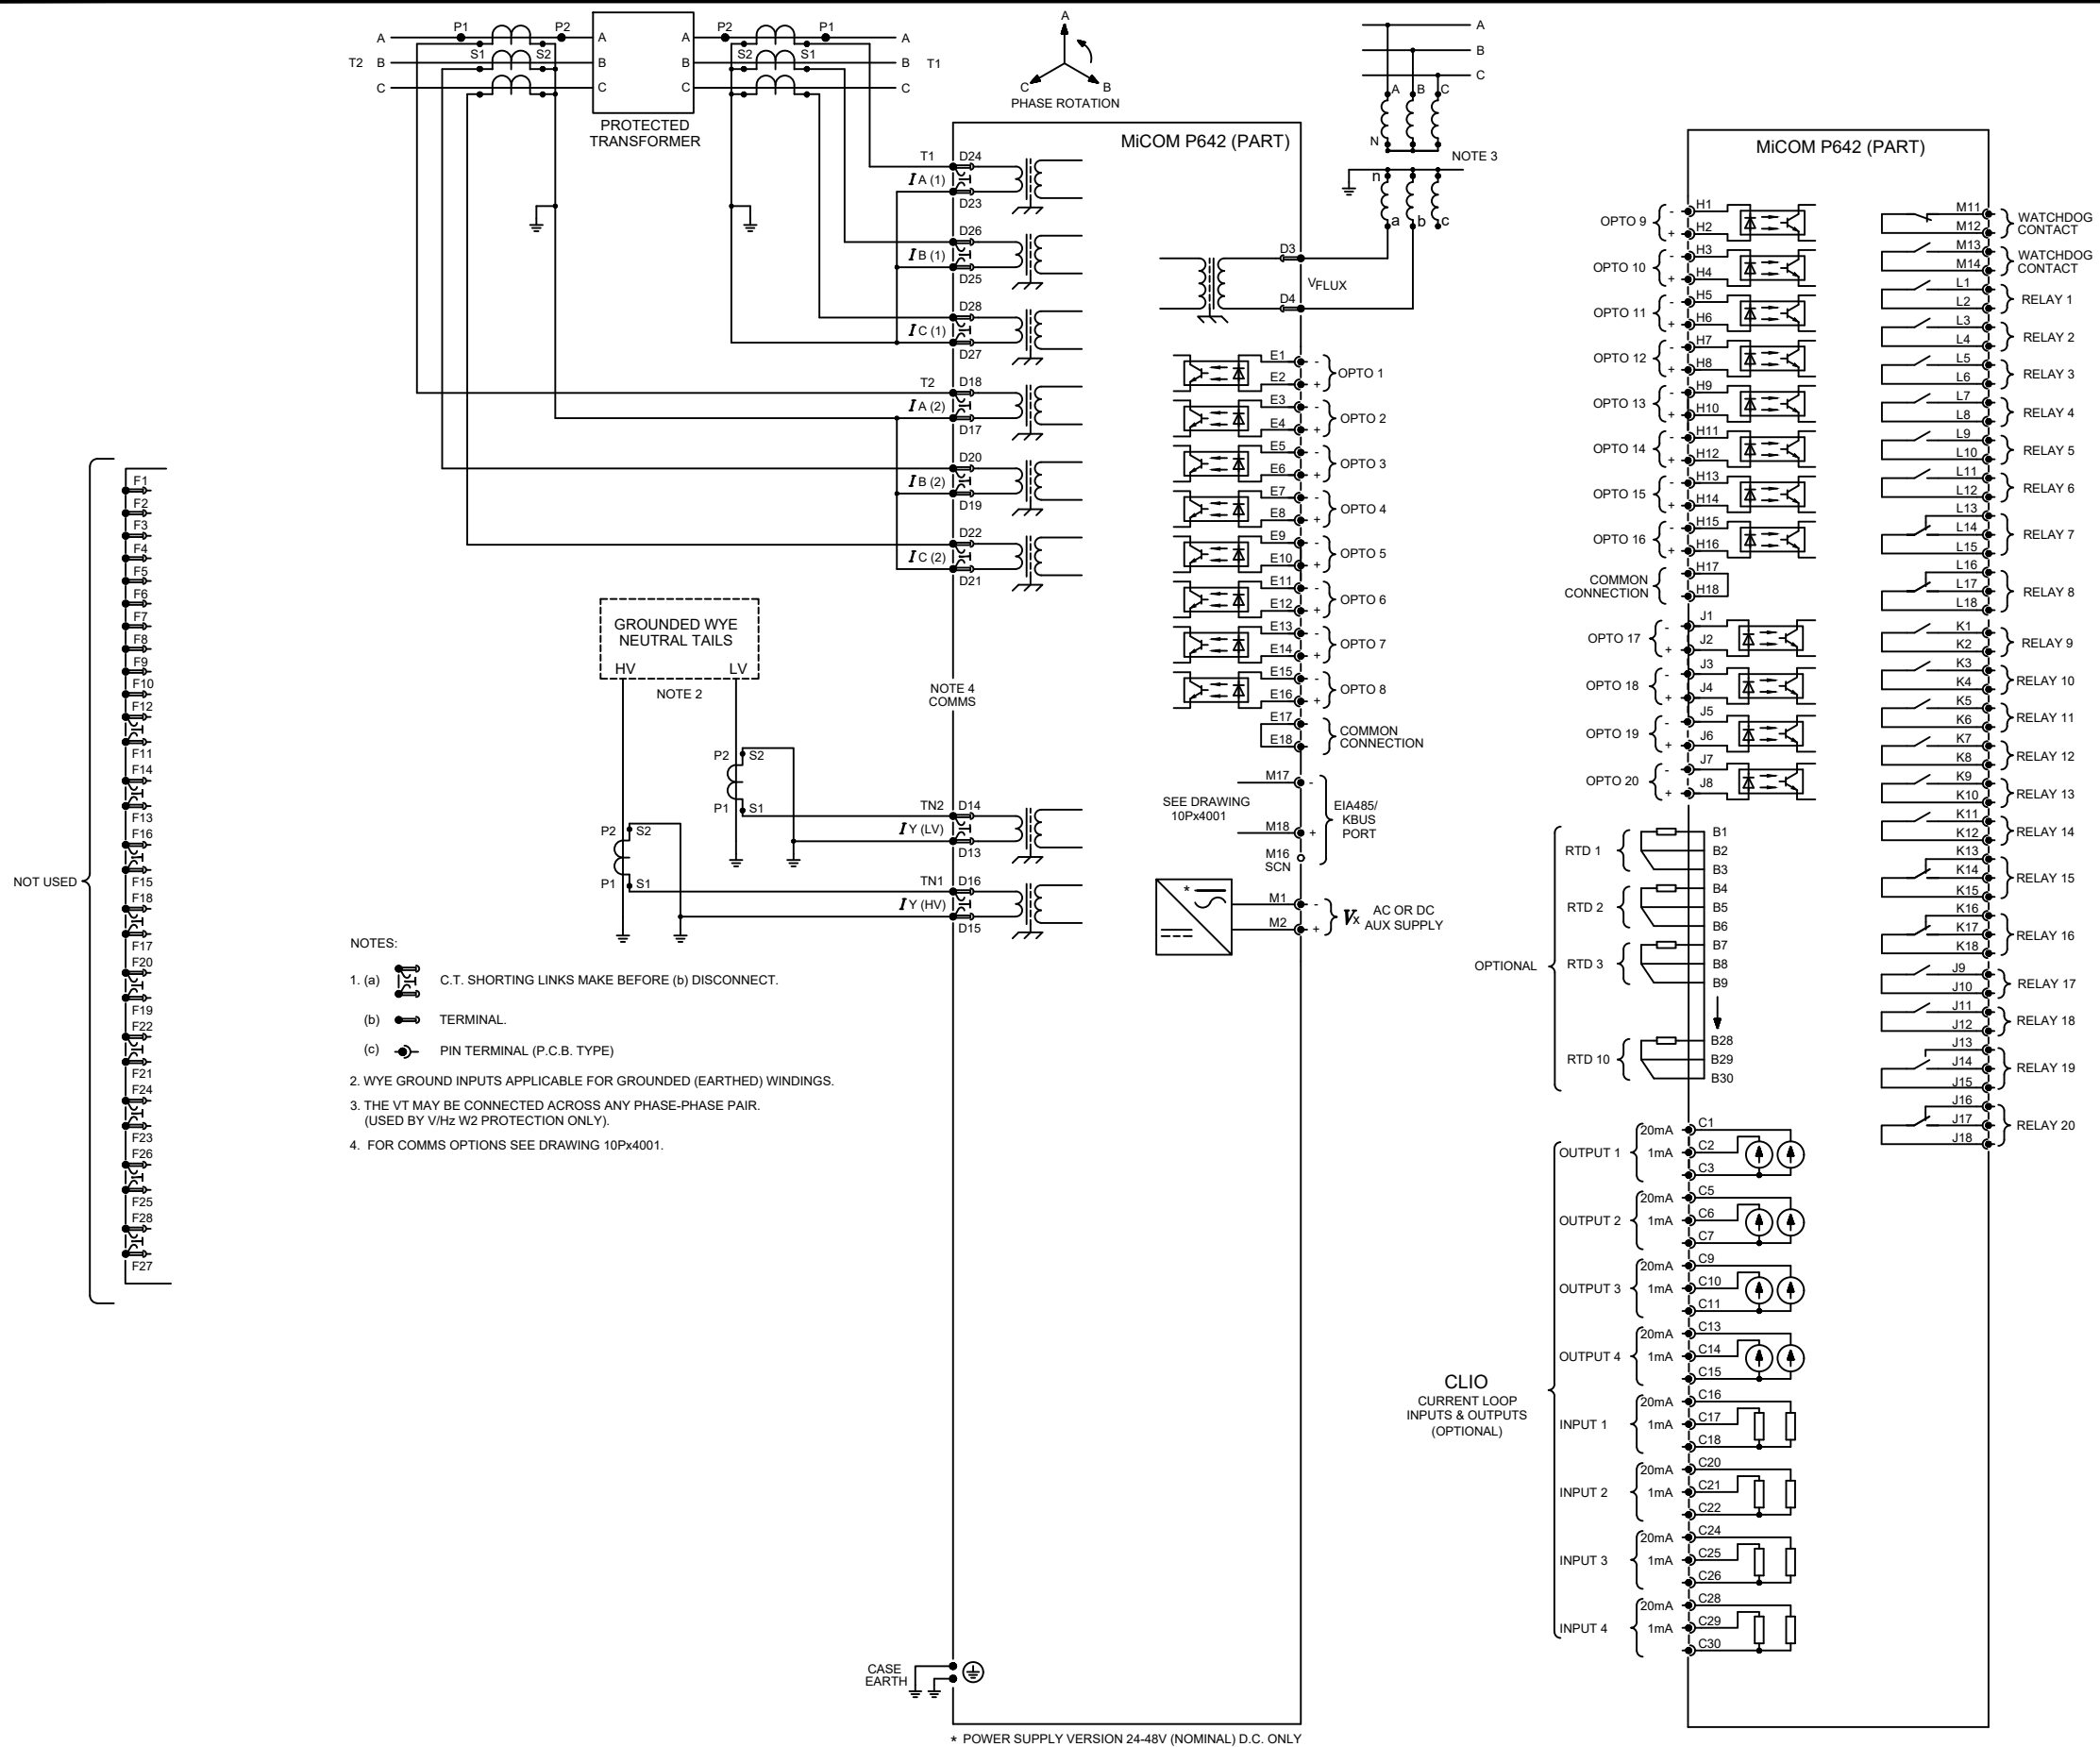 P1
P2
P2
P1
A
A
A
A
S1
S2
S2
S1
T2
B
B
B
B
T1
C
C
C
C
PROTECTED
TRANSFORMER
A
C
B
PHASE ROTATION
A
B
C
A
B
C
N
NOTE 3
n
a
b
c
MiCOM P642 (PART)
T1
D24
I A (1)
D23
D26
I B (1)
D25
D28
I C (1)
D27
T2
D18
I A (2)
D17
D20
I B (2)
D19
D22
I C (2)
D21
D3
VFLUX
D4
E1
-
OPTO 1
E2
+
E3
-
OPTO 2
E4
+
E5
-
OPTO 3
E6
+
E7
-
OPTO 4
E8
+
E9
-
OPTO 5
E10
+
E11
-
OPTO 6
E12
+
E13
-
OPTO 7
E14
+
E15
-
OPTO 8
E16
+
E17
COMMON
CONNECTION
E18
GROUNDED WYE
NEUTRAL TAILS
HV
LV
NOTE 2
NOTE 4
COMMS
P2
S2
P1
S1
TN2
D14
I Y (LV)
D13
P2
S2
P1
S1
TN1
D16
I Y (HV)
D15
M17
-
SEE DRAWING
10Px4001
EIA485/
KBUS
PORT
M18
+
M16
SCN
*
M1
-
Vx
AC OR DC
AUX SUPPLY
M2
+
NOT USED
F1
F2
F3
F4
F5
F6
F7
F8
F9
F10
F12
F11
F14
F13
F16
F15
F18
F17
F20
F19
F22
F21
F24
F23
F26
F25
F28
F27
NOTES:
1. (a) C.T. SHORTING LINKS MAKE BEFORE (b) DISCONNECT.
(b) TERMINAL.
(c) PIN TERMINAL (P.C.B. TYPE)
2. WYE GROUND INPUTS APPLICABLE FOR GROUNDED (EARTHED) WINDINGS.
3. THE VT MAY BE CONNECTED ACROSS ANY PHASE-PHASE PAIR.
(USED BY V/Hz W2 PROTECTION ONLY).
4. FOR COMMS OPTIONS SEE DRAWING 10Px4001.
CASE
EARTH
* POWER SUPPLY VERSION 24-48V (NOMINAL) D.C. ONLY
MiCOM P642 (PART)
OPTO 9
-
H1
+
H2
OPTO 10
-
H3
+
H4
OPTO 11
-
H5
+
H6
OPTO 12
-
H7
+
H8
OPTO 13
-
H9
+
H10
OPTO 14
-
H11
+
H12
OPTO 15
-
H13
+
H14
OPTO 16
-
H15
+
H16
COMMON
CONNECTION
H17
H18
OPTO 17
-
J1
+
J2
OPTO 18
-
J3
+
J4
OPTO 19
-
J5
+
J6
OPTO 20
-
J7
+
J8
OPTIONAL
RTD 1
B1
B2
B3
RTD 2
B4
B5
B6
RTD 3
B7
B8
B9
RTD 10
B28
B29
B30
CLIO
CURRENT LOOP
INPUTS & OUTPUTS
(OPTIONAL)
OUTPUT 1
20mA
C1
1mA
C2
C3
OUTPUT 2
20mA
C5
1mA
C6
C7
OUTPUT 3
20mA
C9
1mA
C10
C11
OUTPUT 4
20mA
C13
1mA
C14
C15
INPUT 1
20mA
C16
1mA
C17
C18
INPUT 2
20mA
C20
1mA
C21
C22
INPUT 3
20mA
C24
1mA
C25
C26
INPUT 4
20mA
C28
1mA
C29
C30
M11
M12
WATCHDOG
CONTACT
M13
M14
WATCHDOG
CONTACT
L1
L2
RELAY 1
L3
L4
RELAY 2
L5
L6
RELAY 3
L7
L8
RELAY 4
L9
L10
RELAY 5
L11
L12
RELAY 6
L13
L14
L15
RELAY 7
L16
L17
L18
RELAY 8
K1
K2
RELAY 9
K3
K4
RELAY 10
K5
K6
RELAY 11
K7
K8
RELAY 12
K9
K10
RELAY 13
K11
K12
RELAY 14
K13
K14
K15
RELAY 15
K16
K17
K18
RELAY 16
J9
J10
RELAY 17
J11
J12
RELAY 18
J13
J14
J15
RELAY 19
J16
J17
J18
RELAY 20